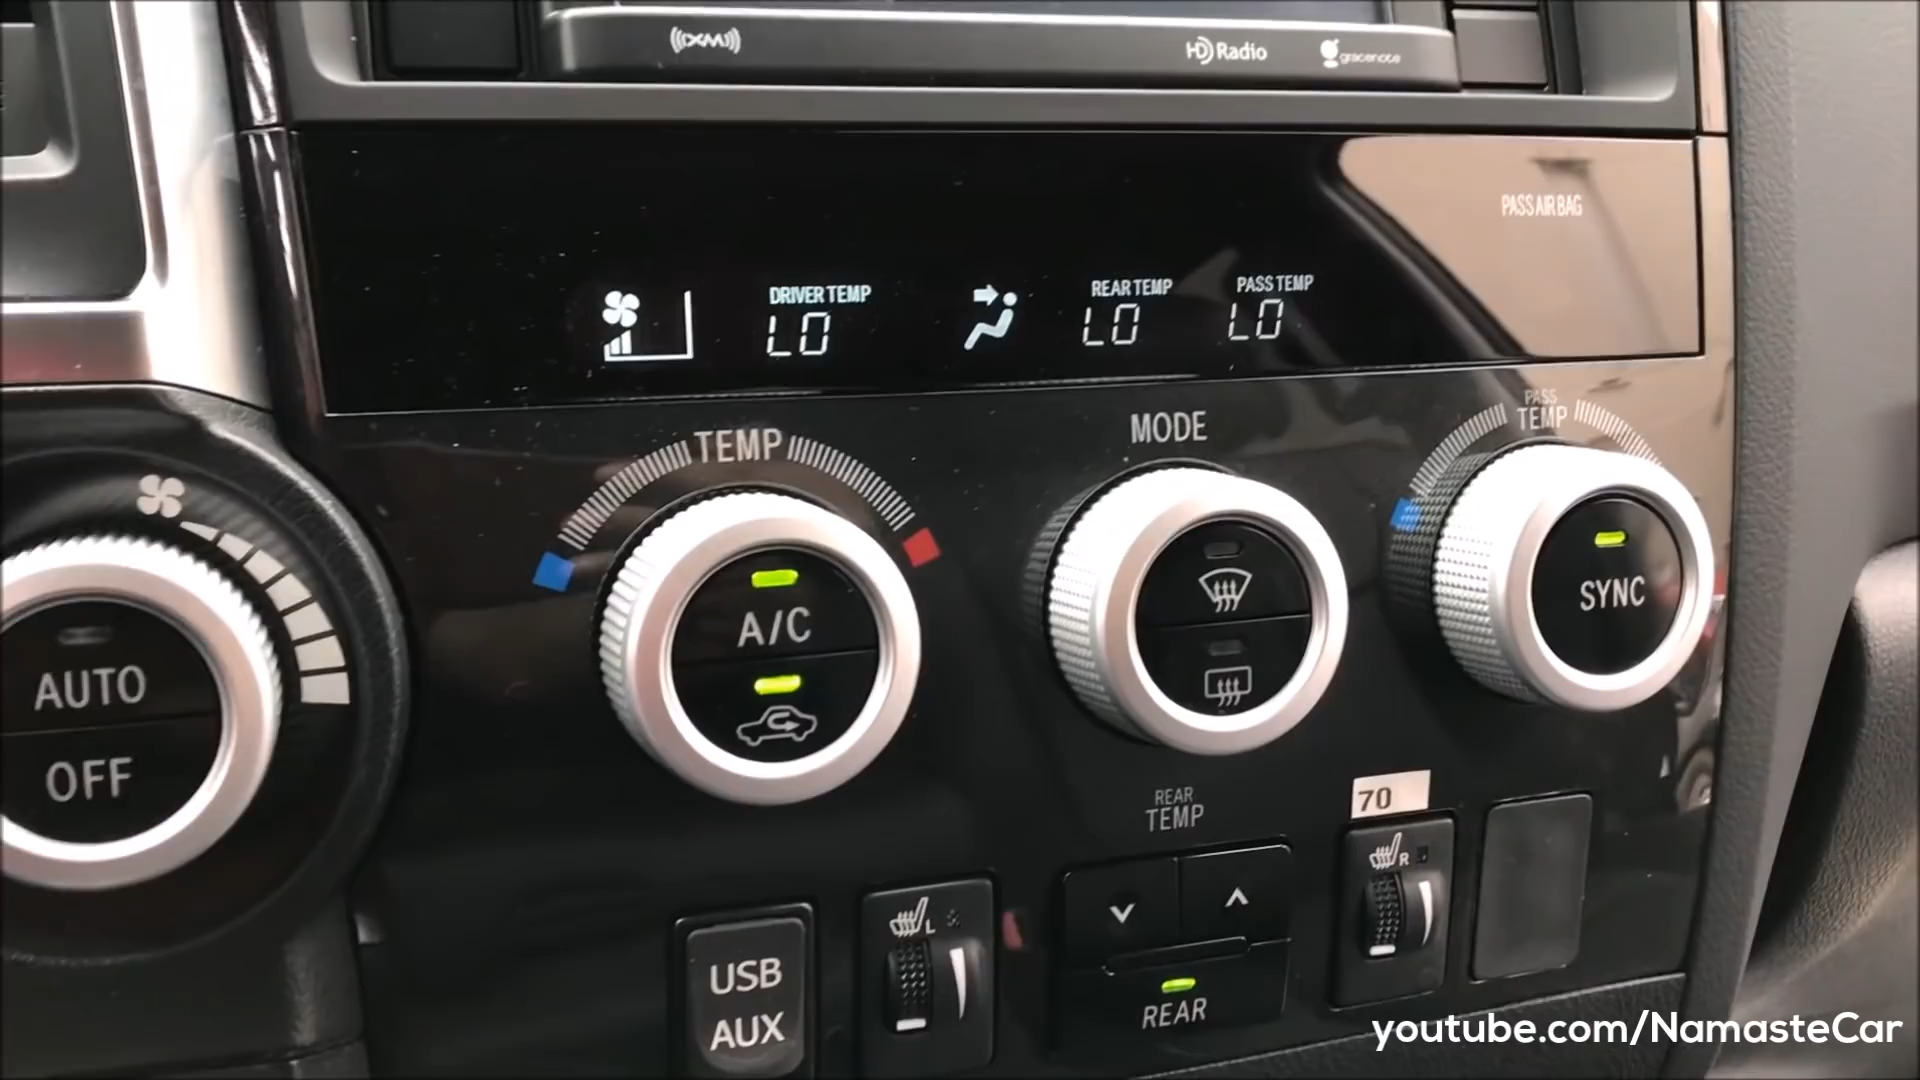 XM
HD Radio
gracenote
PASS AIR BAG
DRIVER TEMP
LO
REAR TEMP
LO
PASS TEMP
LO
TEMP
MODE
PASS
TEMP
A/C
SYNC
AUTO
OFF
REAR
TEMP
70
R
L
USB
AUX
REAR
youtube.com/NamasteCar